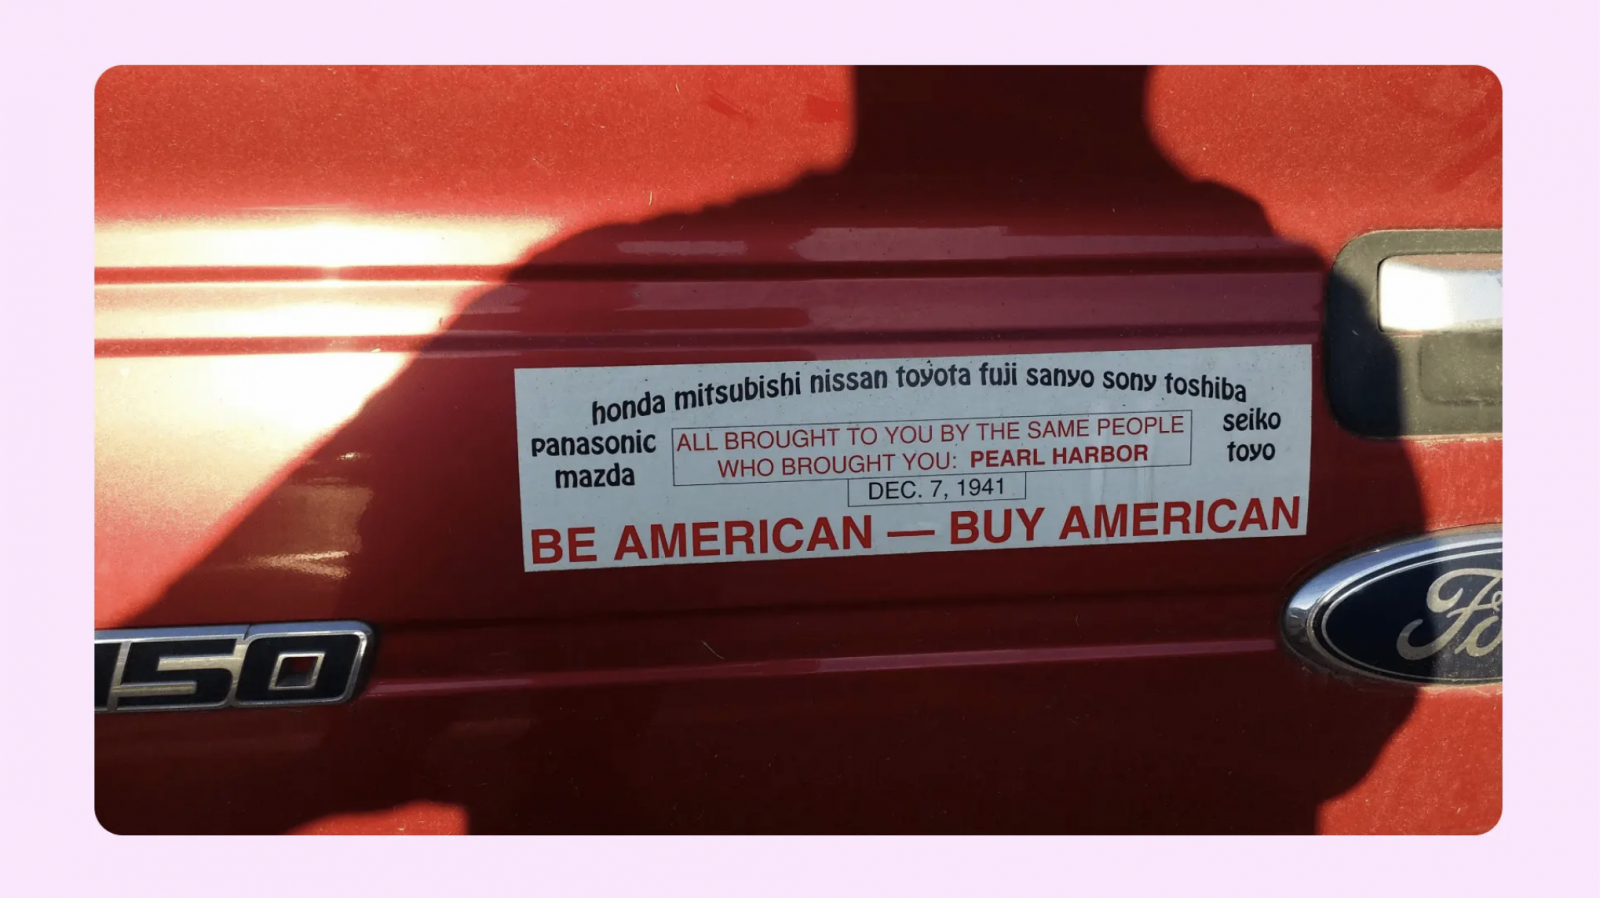 honda mitsubishi nissan toyota fuji sanyo sony toshiba
panasonic
mazda
seiko
toyo
ALL BROUGHT TO YOU BY THE SAME PEOPLE
WHO BROUGHT YOU: PEARL HARBOR
DEC. 7, 1941
BE AMERICAN — BUY AMERICAN
150
Ford